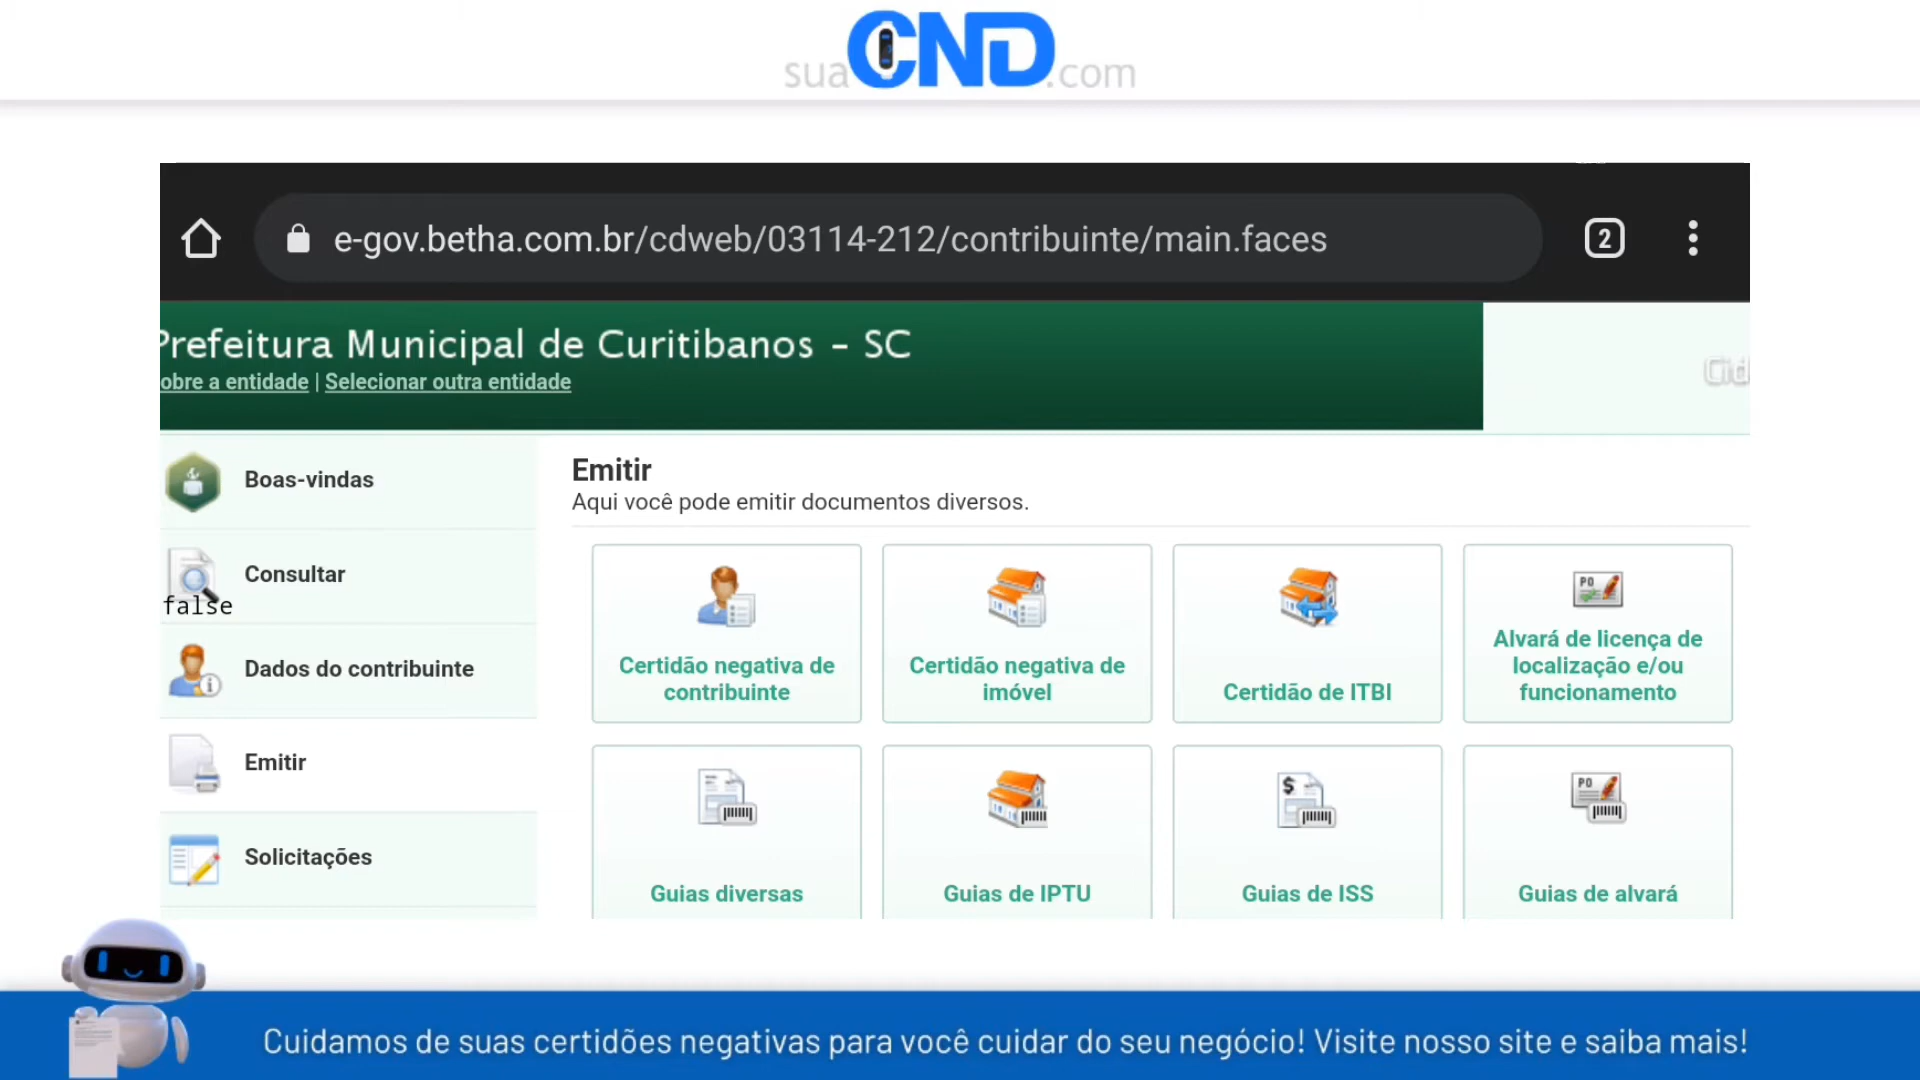 suaCND.com
e-gov.betha.com.br/cdweb/03114-212/contribuinte/main.faces
2
Prefeitura Municipal de Curitibanos - SC
obre a entidade | Selecionar outra entidade
Cid
Boas-vindas
Consultar
false
Dados do contribuinte
Emitir
Solicitações
Emitir
Aqui você pode emitir documentos diversos.
Certidão negativa de
contribuinte
Certidão negativa de
imóvel
Certidão de ITBI
Alvará de licença de
localização e/ou
funcionamento
Guias diversas
Guias de IPTU
Guias de ISS
Guias de alvará
Cuidamos de suas certidões negativas para você cuidar do seu negócio! Visite nosso site e saiba mais!